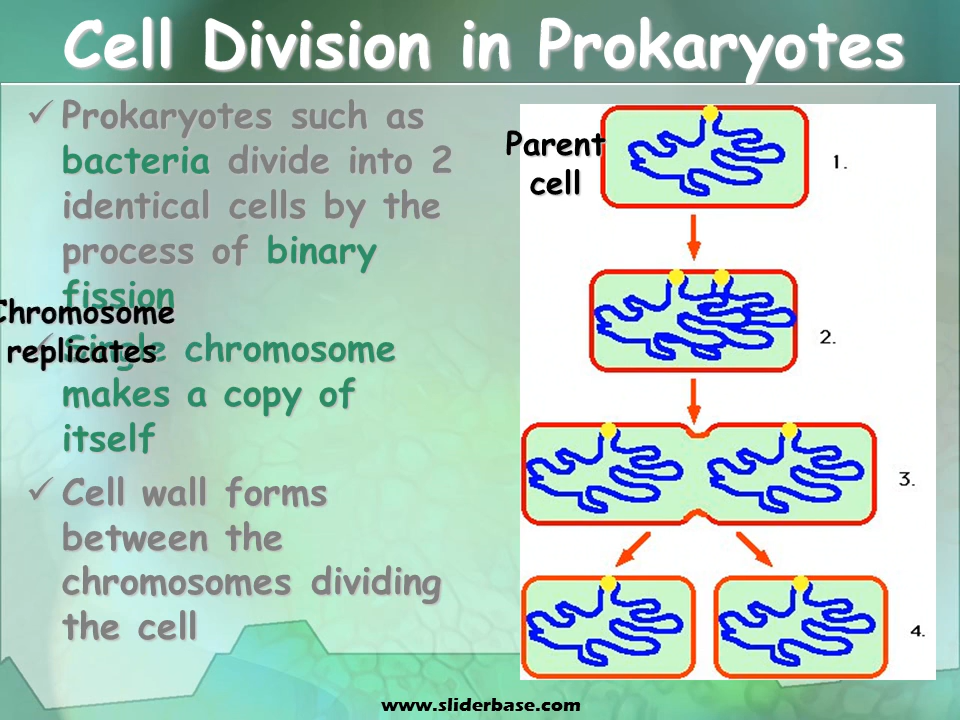 Cell Division in Prokaryotes
✓ Prokaryotes such as
bacteria divide into 2
identical cells by the
process of binary
fission
✓ Single chromosome
makes a copy of
itself
✓ Cell wall forms
between the
chromosomes dividing
the cell
Chromosome
replicates
Parent
cell
1.
2.
3.
4.
www.sliderbase.com